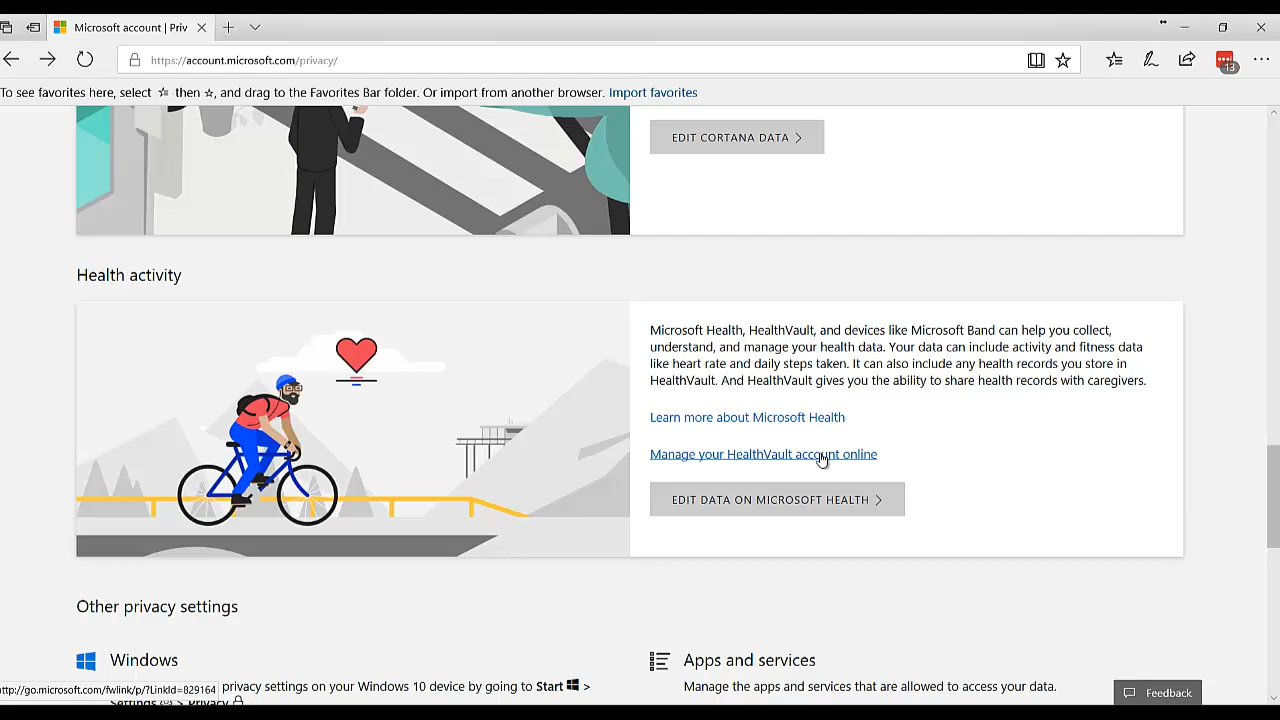 Microsoft account | Priv
https://account.microsoft.com/privacy/
13
To see favorites here, select ☆ then ☆, and drag to the Favorites Bar folder. Or import from another browser. Import favorites
EDIT CORTANA DATA >
Health activity
Microsoft Health, HealthVault, and devices like Microsoft Band can help you collect,
understand, and manage your health data. Your data can include activity and fitness data
like heart rate and daily steps taken. It can also include any health records you store in
HealthVault. And HealthVault gives you the ability to share health records with caregivers.
Learn more about Microsoft Health
Manage your HealthVault account online
EDIT DATA ON MICROSOFT HEALTH >
Other privacy settings
Windows
privacy settings on your Windows 10 device by going to Start >
Settings > Privacy
Apps and services
Manage the apps and services that are allowed to access your data.
http://go.microsoft.com/fwlink/p/?LinkId=829164
Feedback